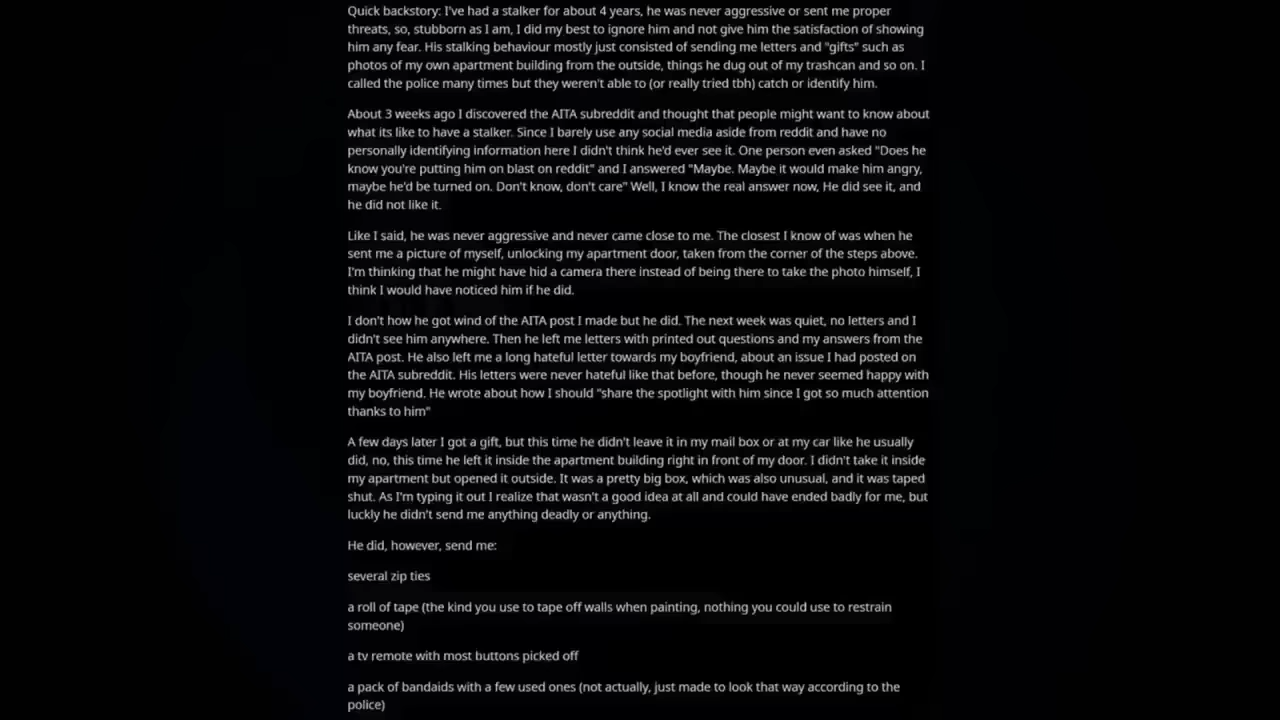 Quick backstory: I've had a stalker for about 4 years, he was never aggressive or sent me proper
threats, so, stubborn as I am, I did my best to ignore him and not give him the satisfaction of showing
him any fear. His stalking behaviour mostly just consisted of sending me letters and "gifts" such as
photos of my own apartment building from the outside, things he dug out of my trashcan and so on. I
called the police many times but they weren't able to (or really tried tbh) catch or identify him.
About 3 weeks ago I discovered the AITA subreddit and thought that people might want to know about
what its like to have a stalker. Since I barely use any social media aside from reddit and have no
personally identifying information here I didn't think he'd ever see it. One person even asked "Does he
know you're putting him on blast on reddit" and I answered "Maybe. Maybe it would make him angry,
maybe he'd be turned on. Don't know, don't care" Well, I know the real answer now, He did see it, and
he did not like it.
Like I said, he was never aggressive and never came close to me. The closest I know of was when he
sent me a picture of myself, unlocking my apartment door, taken from the corner of the steps above.
I'm thinking that he might have hid a camera there instead of being there to take the photo himself, I
think I would have noticed him if he did.
I don't how he got wind of the AITA post I made but he did. The next week was quiet, no letters and I
didn't see him anywhere. Then he left me letters with printed out questions and my answers from the
AITA post. He also left me a long hateful letter towards my boyfriend, about an issue I had posted on
the AITA subreddit. His letters were never hateful like that before, though he never seemed happy with
my boyfriend. He wrote about how I should "share the spotlight with him since I got so much attention
thanks to him"
A few days later I got a gift, but this time he didn't leave it in my mail box or at my car like he usually
did, no, this time he left it inside the apartment building right in front of my door. I didn't take it inside
my apartment but opened it outside. It was a pretty big box, which was also unusual, and it was taped
shut. As I'm typing it out I realize that wasn't a good idea at all and could have ended badly for me, but
luckly he didn't send me anything deadly or anything.
He did, however, send me:
several zip ties
a roll of tape (the kind you use to tape off walls when painting, nothing you could use to restrain
someone)
a tv remote with most buttons picked off
a pack of bandaids with a few used ones (not actually, just made to look that way according to the
police)